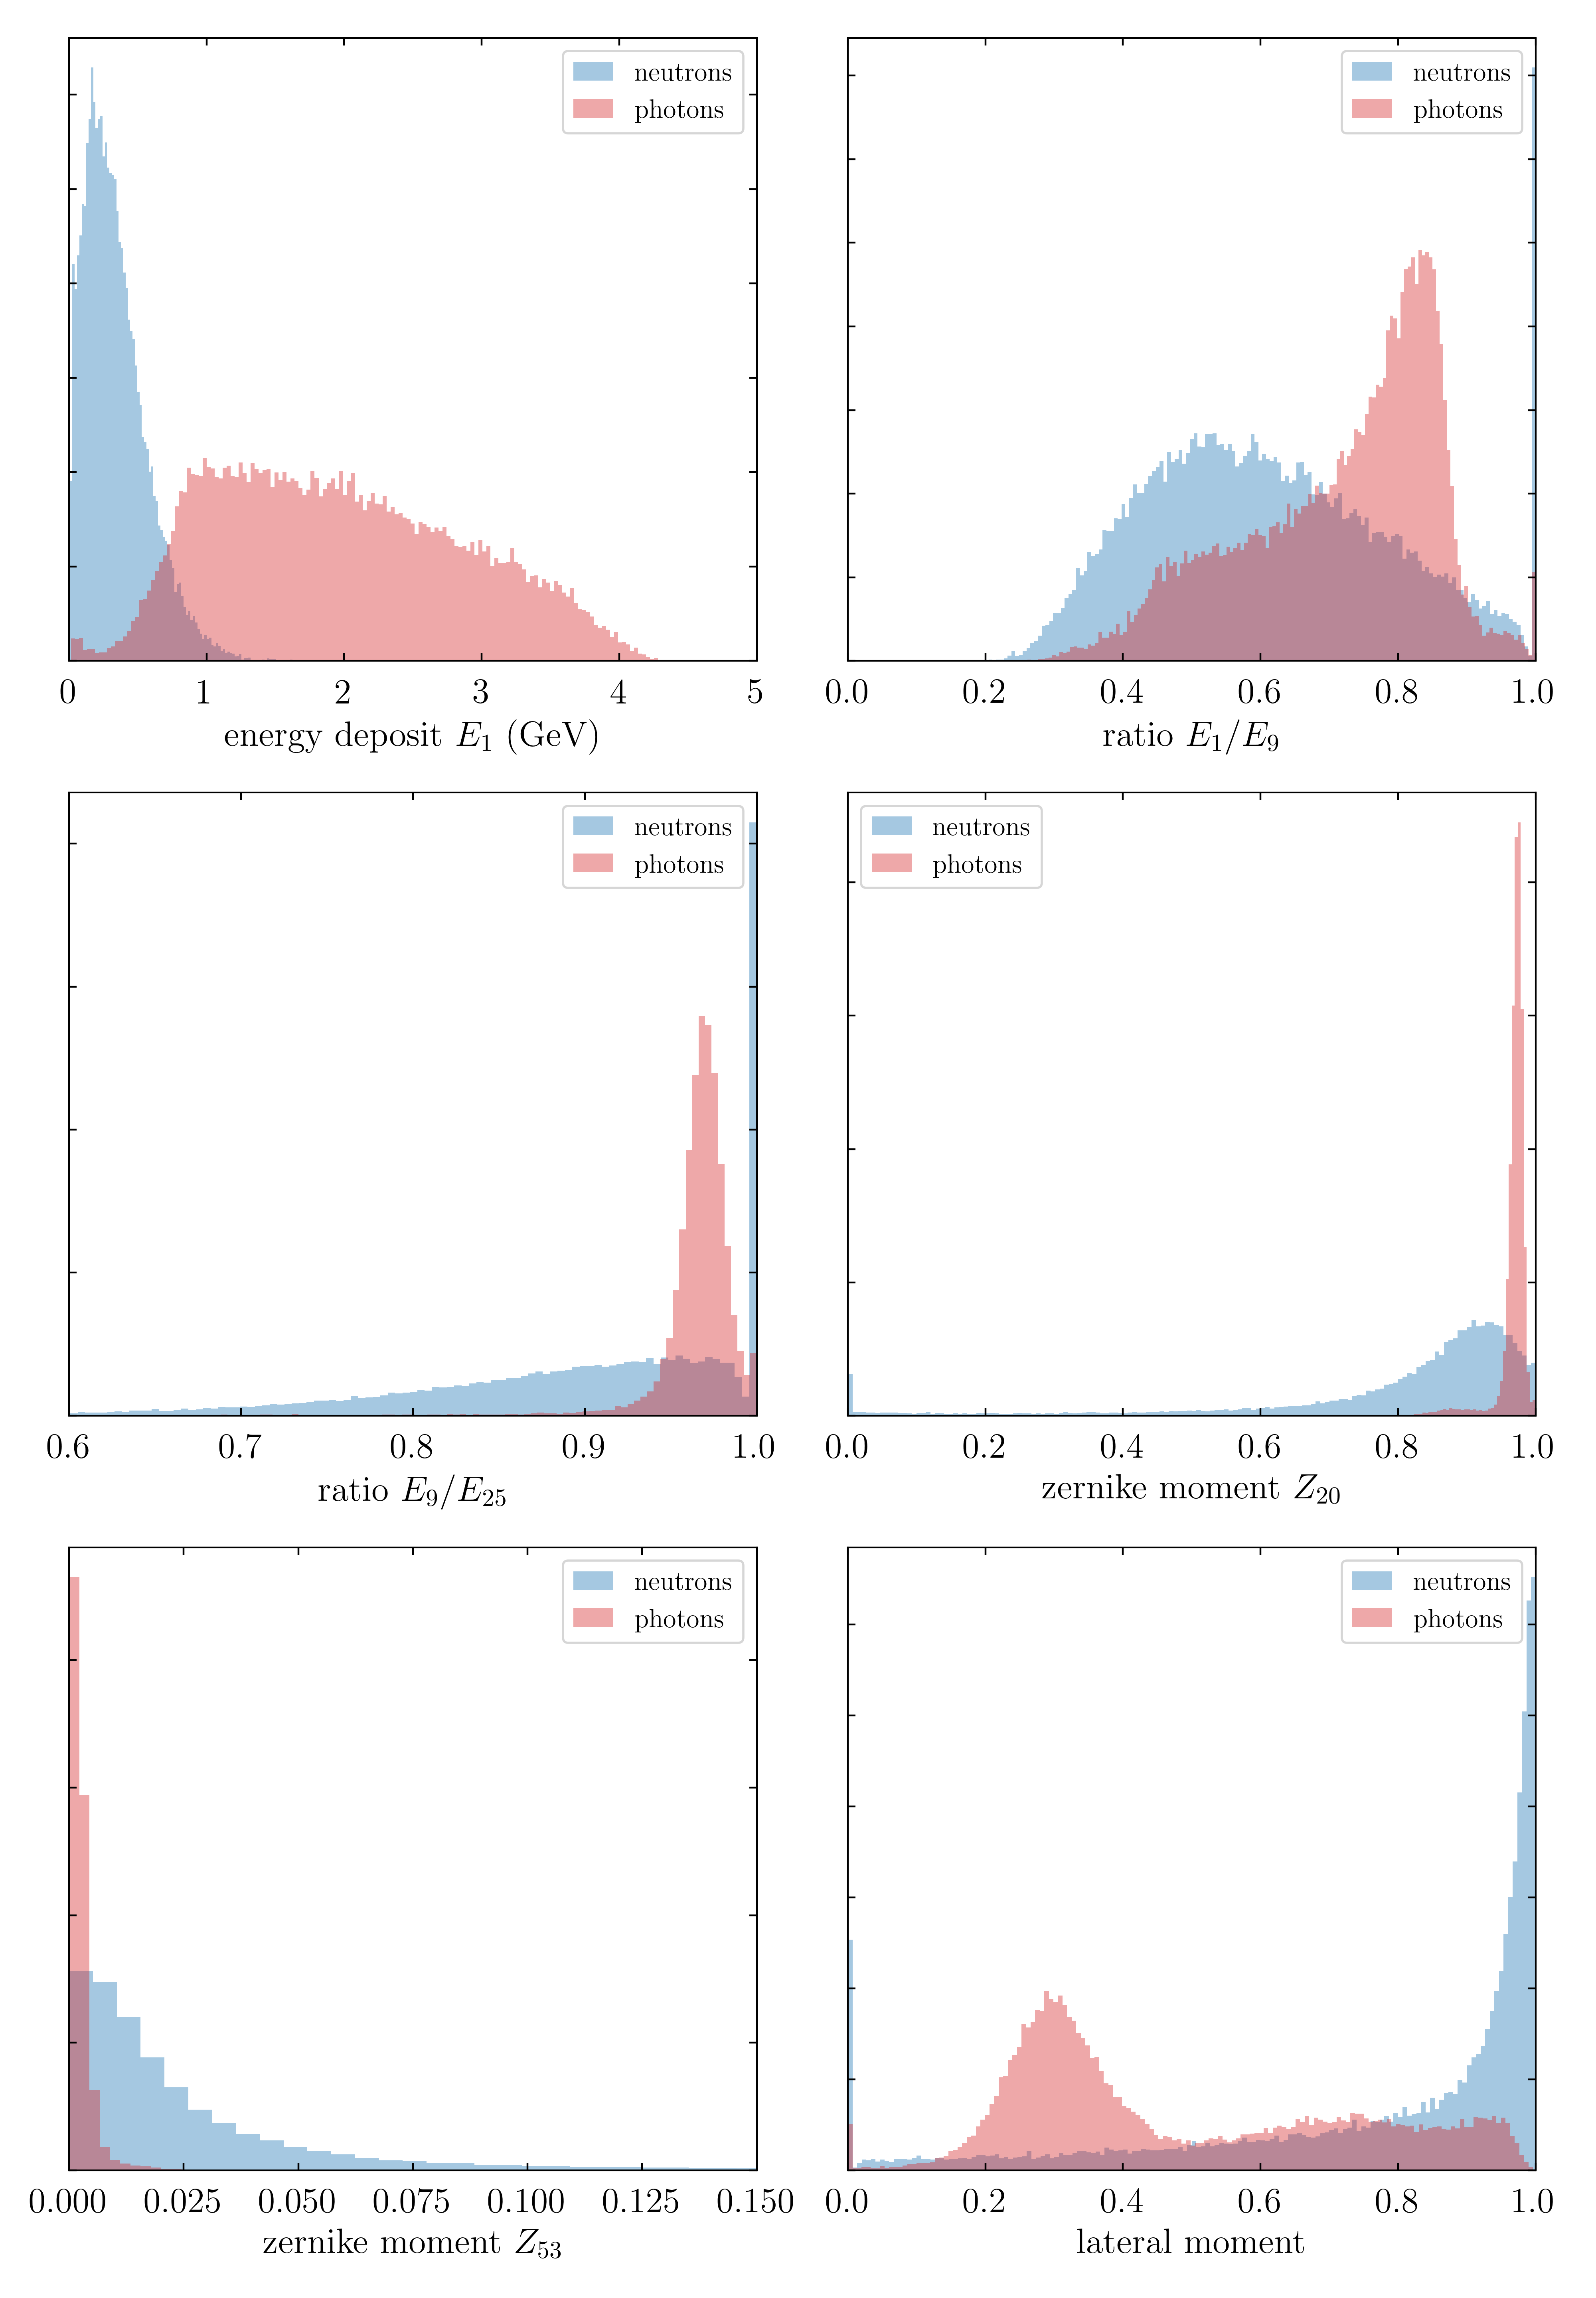 neutrons
photons
0 1 2 3 4 5
energy deposit E₁ (GeV)
neutrons
photons
0.0 0.2 0.4 0.6 0.8 1.0
ratio E₁/E₉
neutrons
photons
0.6 0.7 0.8 0.9 1.0
ratio E₉/E₂₅
neutrons
photons
0.0 0.2 0.4 0.6 0.8 1.0
zernike moment Z₂₀
neutrons
photons
0.000 0.025 0.050 0.075 0.100 0.125 0.150
zernike moment Z₅₃
neutrons
photons
0.0 0.2 0.4 0.6 0.8 1.0
lateral moment